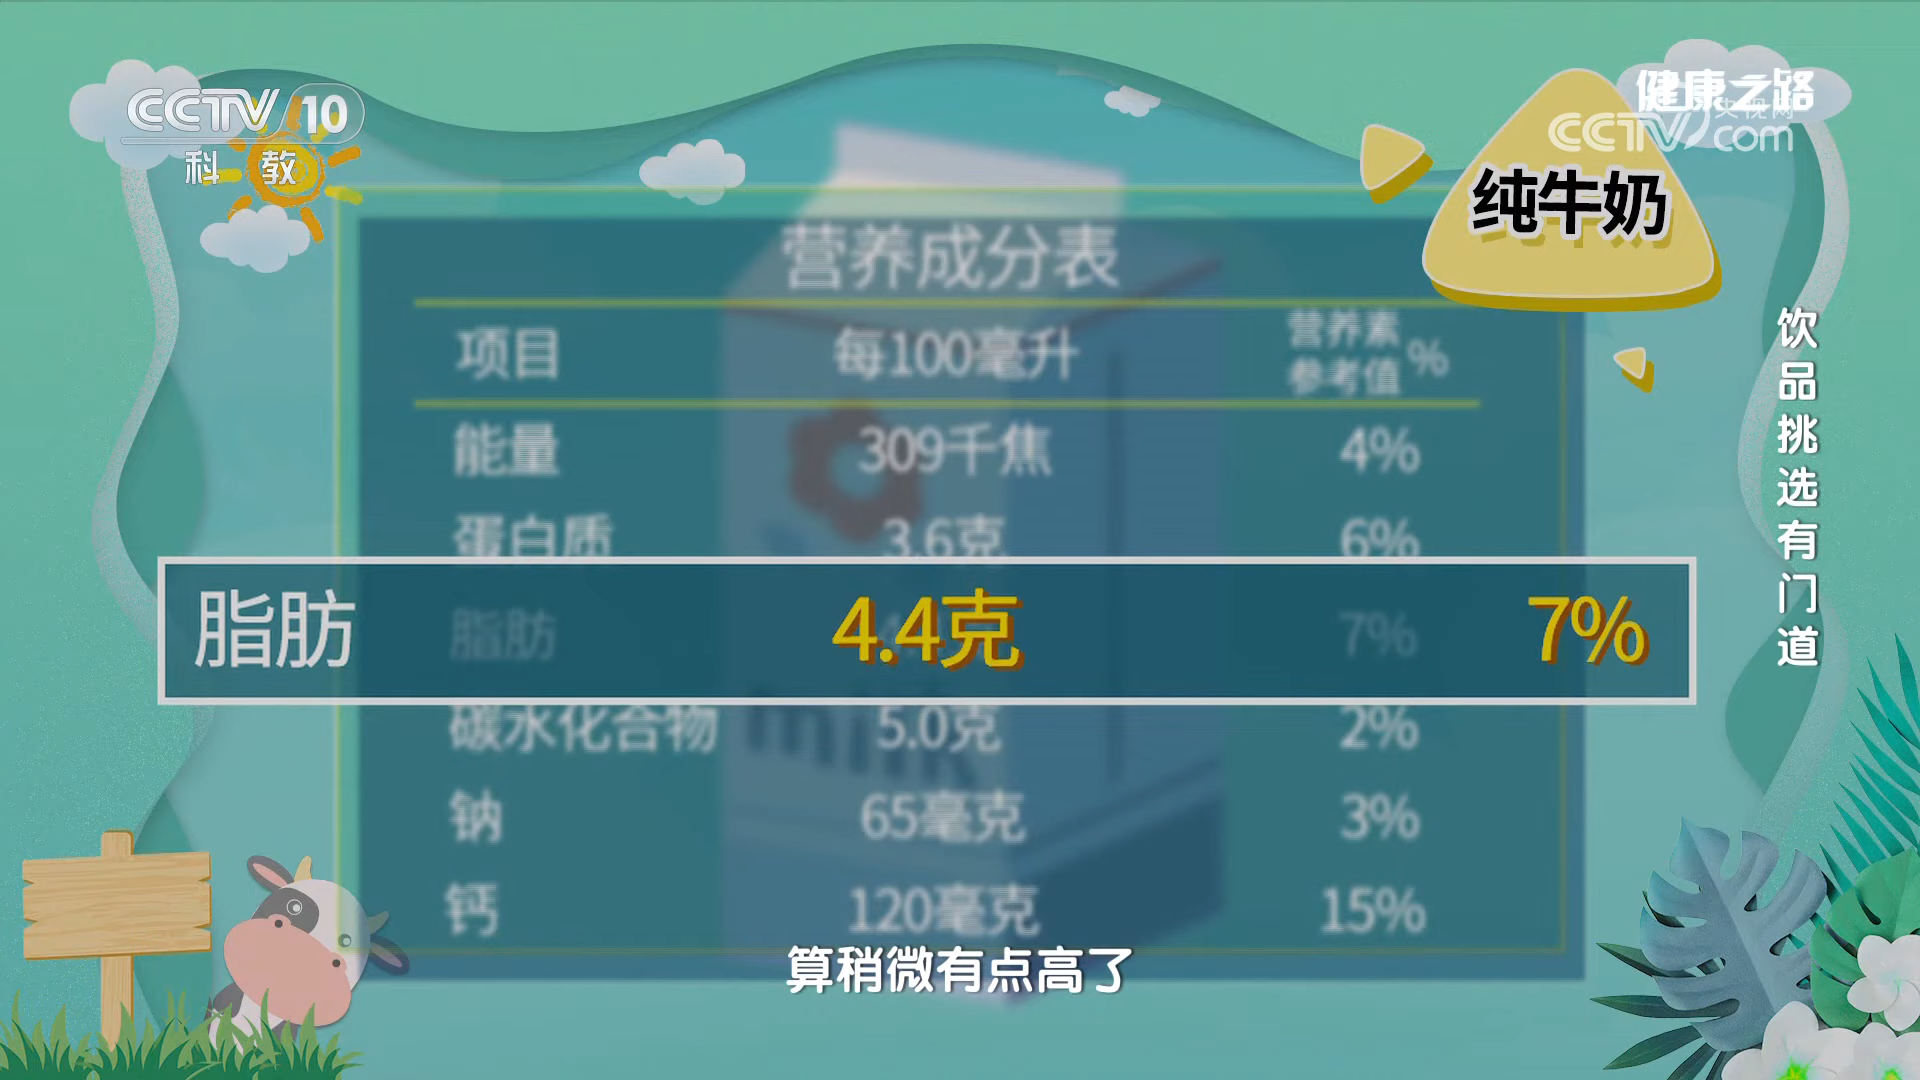 CCTV 10
科 教
健康之路
央视网
CCTV.com
纯牛奶
饮品挑选有门道
营养成分表
项目 每100毫升 营养素参考值%
能量 309千焦 4%
蛋白质 3.6克 6%
脂肪 4.4克 7%
碳水化合物 5.0克 2%
钠 65毫克 3%
钙 120毫克 15%
milk
算稍微有点高了